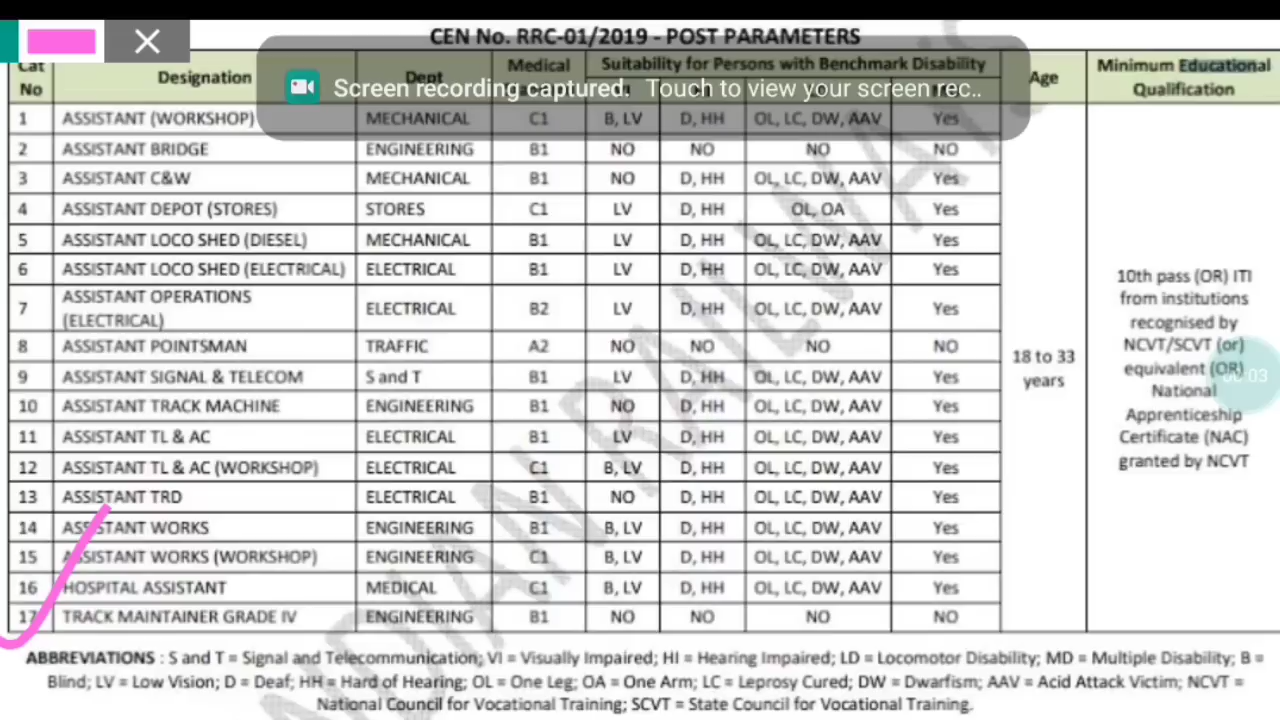 CEN No. RRC-01/2019 - POST PARAMETERS
Screen recording captured. Touch to view your screen rec..
Cat No Designation Dept Medical Suitability for Persons with Benchmark Disability Age Minimum Educational Qualification
1 ASSISTANT (WORKSHOP) MECHANICAL C1 B, LV D, HH OL, LC, DW, AAV Yes
2 ASSISTANT BRIDGE ENGINEERING B1 NO NO NO NO
3 ASSISTANT C&W MECHANICAL B1 NO D, HH OL, LC, DW, AAV Yes
4 ASSISTANT DEPOT (STORES) STORES C1 LV D, HH OL, OA Yes
5 ASSISTANT LOCO SHED (DIESEL) MECHANICAL B1 LV D, HH OL, LC, DW, AAV Yes
6 ASSISTANT LOCO SHED (ELECTRICAL) ELECTRICAL B1 LV D, HH OL, LC, DW, AAV Yes
7 ASSISTANT OPERATIONS (ELECTRICAL) ELECTRICAL B2 LV D, HH OL, LC, DW, AAV Yes
8 ASSISTANT POINTSMAN TRAFFIC A2 NO NO NO NO
9 ASSISTANT SIGNAL & TELECOM S and T B1 LV D, HH OL, LC, DW, AAV Yes
10 ASSISTANT TRACK MACHINE ENGINEERING B1 NO D, HH OL, LC, DW, AAV Yes
11 ASSISTANT TL & AC ELECTRICAL B1 LV D, HH OL, LC, DW, AAV Yes
12 ASSISTANT TL & AC (WORKSHOP) ELECTRICAL C1 B, LV D, HH OL, LC, DW, AAV Yes
13 ASSISTANT TRD ELECTRICAL B1 NO D, HH OL, LC, DW, AAV Yes
14 ASSISTANT WORKS ENGINEERING B1 B, LV D, HH OL, LC, DW, AAV Yes
15 ASSISTANT WORKS (WORKSHOP) ENGINEERING C1 B, LV D, HH OL, LC, DW, AAV Yes
16 HOSPITAL ASSISTANT MEDICAL C1 B, LV D, HH OL, LC, DW, AAV Yes
17 TRACK MAINTAINER GRADE IV ENGINEERING B1 NO NO NO NO
18 to 33
years
10th pass (OR) ITI
from institutions
recognised by
NCVT/SCVT (or)
equivalent (OR)
National
Apprenticeship
Certificate (NAC)
granted by NCVT
00:03
INDIAN RAILWAYS
ABBREVIATIONS : S and T = Signal and Telecommunication; VI = Visually Impaired; HI = Hearing Impaired; LD = Locomotor Disability; MD = Multiple Disability; B =
Blind; LV = Low Vision; D = Deaf; HH = Hard of Hearing; OL = One Leg; OA = One Arm; LC = Leprosy Cured; DW = Dwarfism; AAV = Acid Attack Victim; NCVT =
National Council for Vocational Training; SCVT = State Council for Vocational Training.